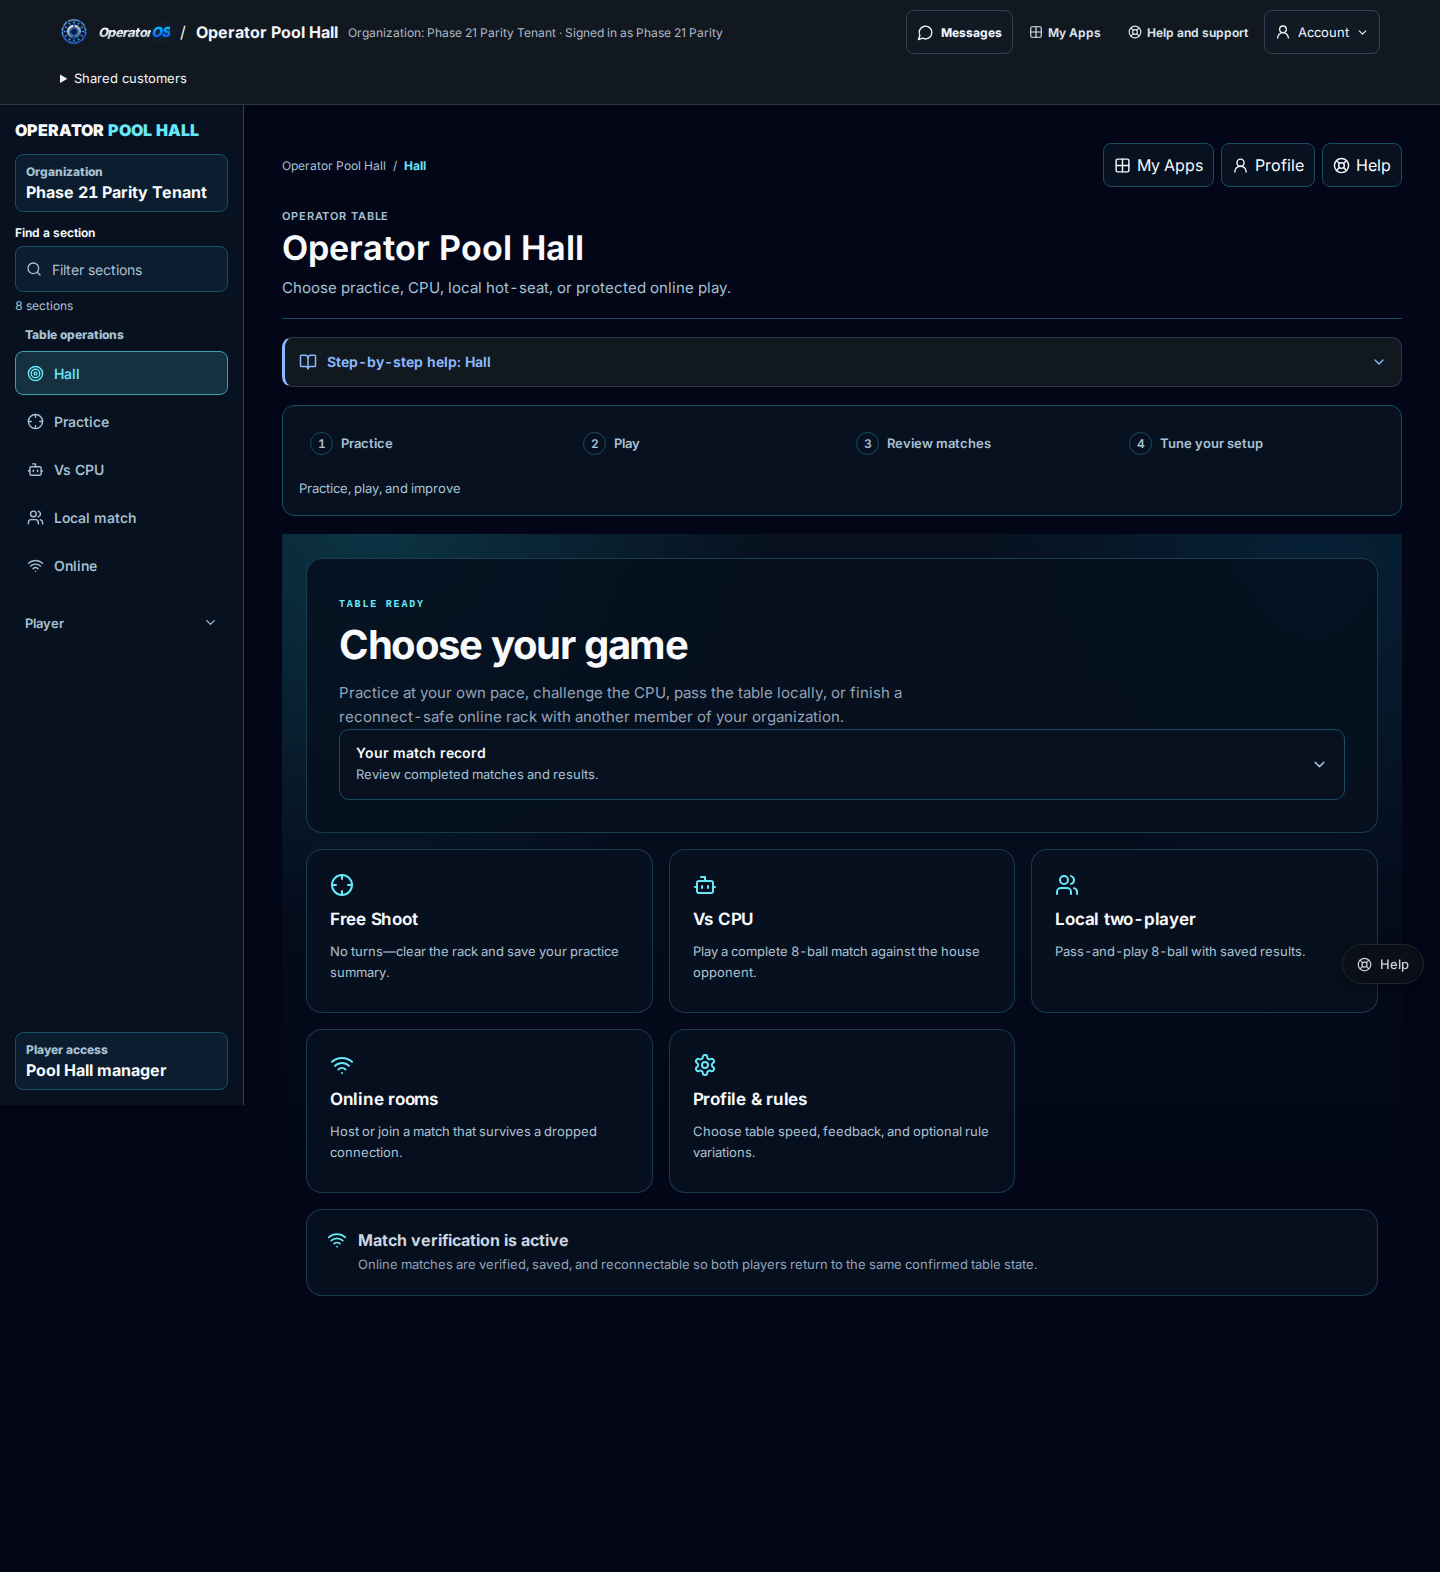 OperatorOS / Operator Pool Hall Organization: Phase 21 Parity Tenant · Signed in as Phase 21 Parity
Messages
My Apps
Help and support
Account
Shared customers
OPERATOR POOL HALL
Organization
Phase 21 Parity Tenant
Find a section
Filter sections
8 sections
Table operations
Hall
Practice
Vs CPU
Local match
Online
Player
Player access
Pool Hall manager
Operator Pool Hall / Hall
My Apps
Profile
Help
OPERATOR TABLE
Operator Pool Hall
Choose practice, CPU, local hot-seat, or protected online play.
Step-by-step help: Hall
1 Practice
2 Play
3 Review matches
4 Tune your setup
Practice, play, and improve
TABLE READY
Choose your game
Practice at your own pace, challenge the CPU, pass the table locally, or finish a
reconnect-safe online rack with another member of your organization.
Your match record
Review completed matches and results.
Free Shoot
No turns—clear the rack and save your practice
summary.
Vs CPU
Play a complete 8-ball match against the house
opponent.
Local two-player
Pass-and-play 8-ball with saved results.
Help
Online rooms
Host or join a match that survives a dropped
connection.
Profile & rules
Choose table speed, feedback, and optional rule
variations.
Match verification is active
Online matches are verified, saved, and reconnectable so both players return to the same confirmed table state.